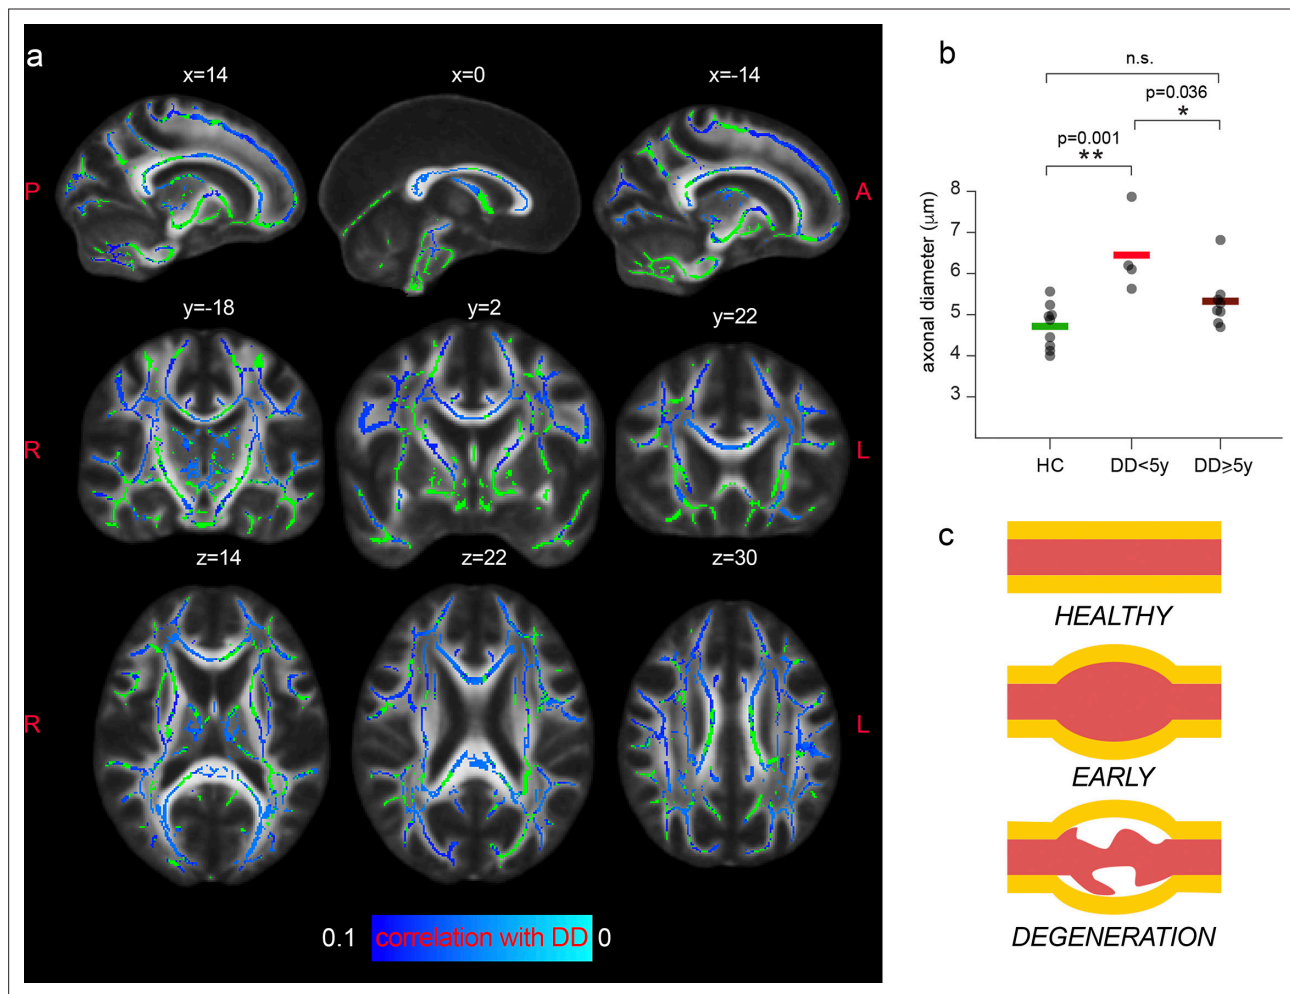 a
x=14
x=0
x=-14
P
A
y=-18
y=2
y=22
R
L
z=14
z=22
z=30
R
L
0.1
correlation with DD
0
b
n.s.
p=0.036
*
p=0.001
**
axonal diameter (μm)
8
7
6
5
4
3
HC
DD<5y
DD≥5y
c
HEALTHY
EARLY
DEGENERATION